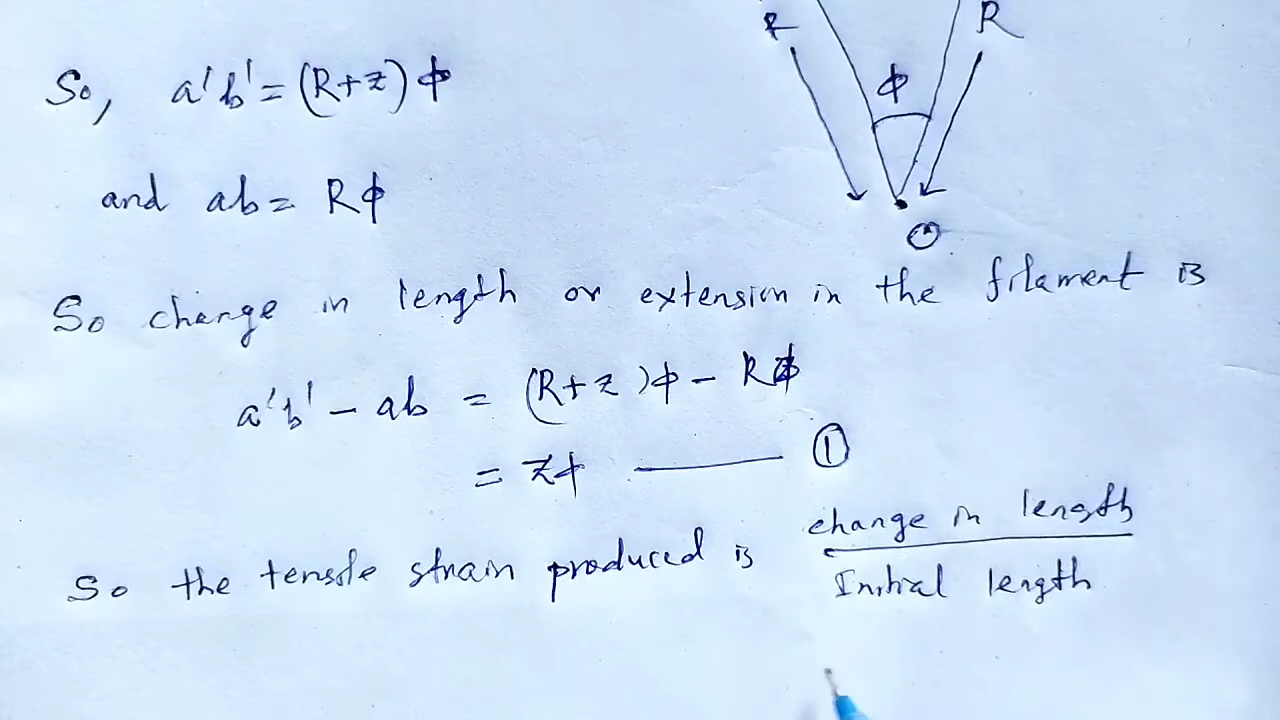 R R
ϕ
So, a'b' = (R+z) ϕ
and ab = Rϕ
O
So change in length or extension in the filament is
a'b' - ab = (R+z)ϕ - Rϕ
= zϕ ——— ①
So the tensile strain produced is change in length
Initial length